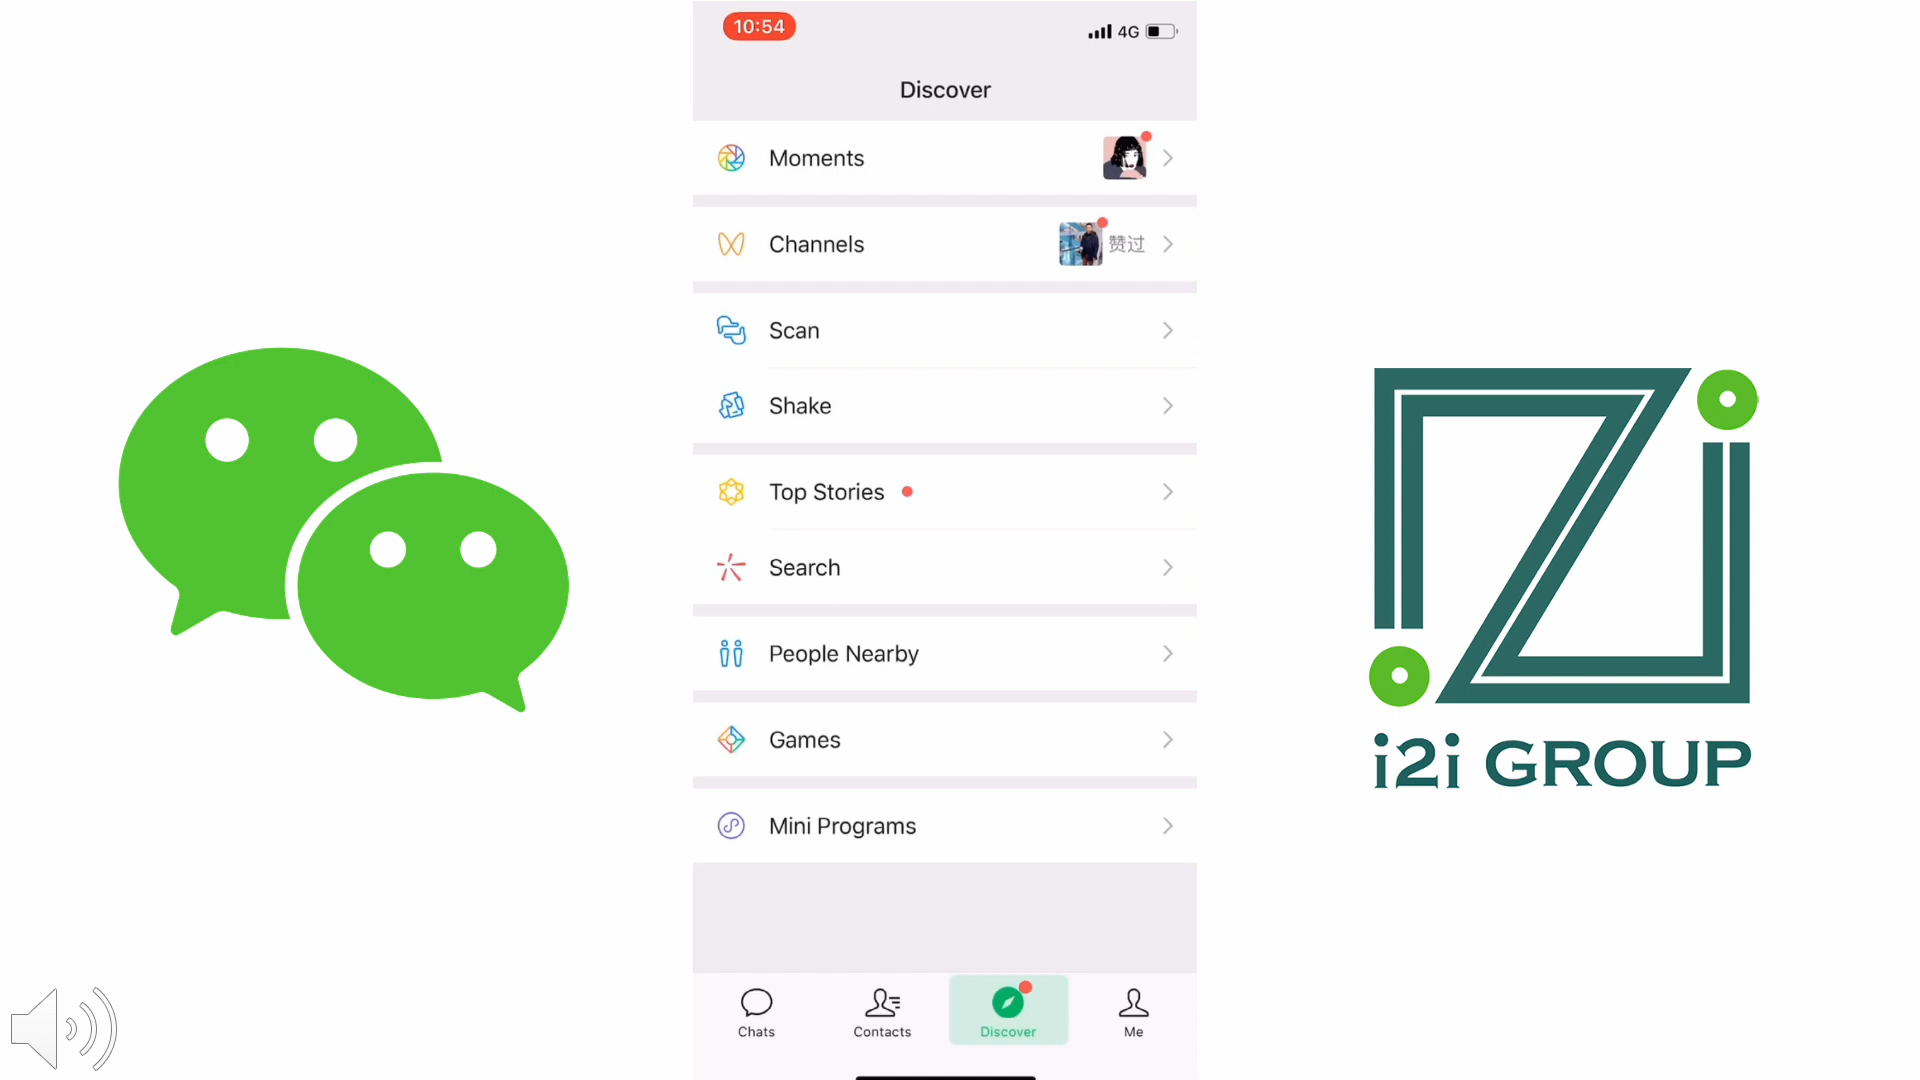 10:54
4G
Discover
Moments
Channels
赞过
Scan
Shake
Top Stories
Search
People Nearby
Games
Mini Programs
Chats
Contacts
Discover
Me
i2i GROUP